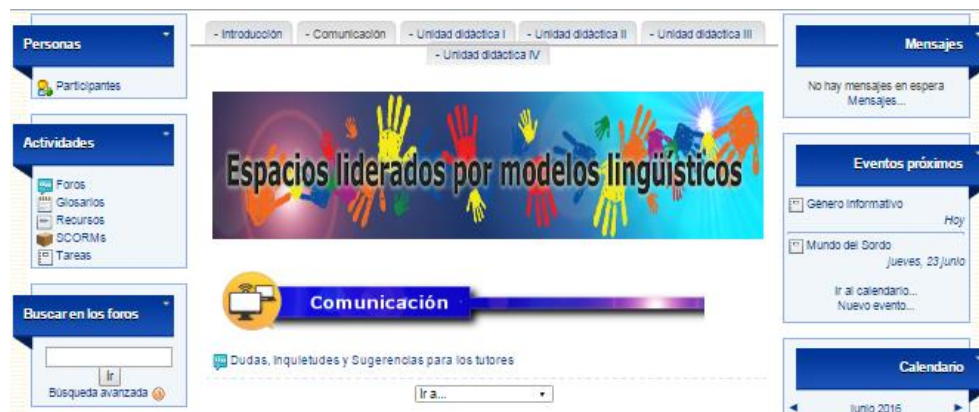 Personas
Participantes
Actividades
Foros
Glosarios
Recursos
SCORMs
Tareas
Buscar en los foros
Ir
Búsqueda avanzada
- Introducción
- Comunicación
- Unidad didáctica I
- Unidad didáctica II
- Unidad didáctica III
- Unidad didáctica IV
Espacios liderados por modelos lingüísticos
Comunicación
Dudas, Inquietudes y Sugerencias para los tutores
Ir a...
Mensajes
No hay mensajes en espera
Mensajes...
Eventos próximos
Género Informativo
Hoy
Mundo del Sordo
jueves, 23 junio
Ir al calendario...
Nuevo evento...
Calendario
junio 2016